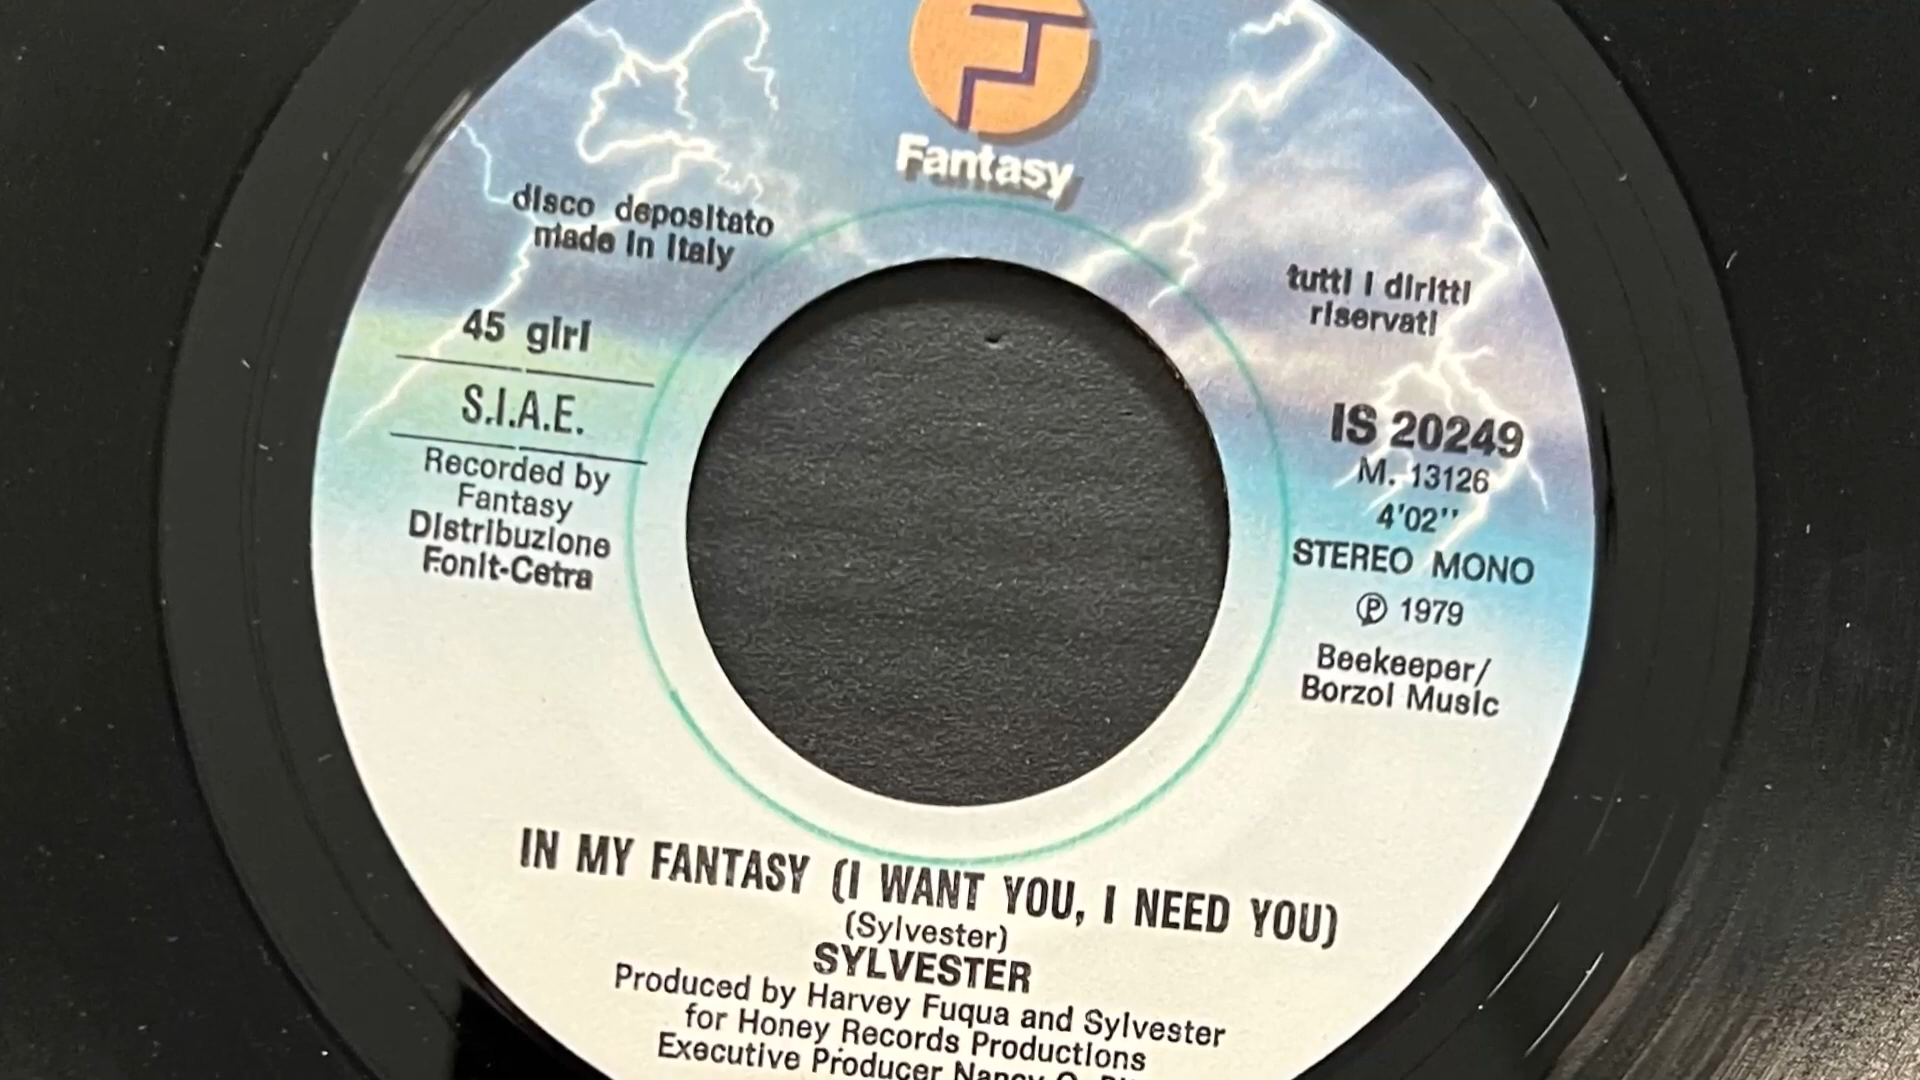 Fantasy
disco depositato
made in Italy
45 giri
S.I.A.E.
Recorded by
Fantasy
Distribuzione
Fonit-Cetra
tutti i diritti
riservati
IS 20249
M. 13126
4'02''
STEREO MONO
℗ 1979
Beekeeper/
Borzoi Music
IN MY FANTASY (I WANT YOU, I NEED YOU)
(Sylvester)
SYLVESTER
Produced by Harvey Fuqua and Sylvester
for Honey Records Productions
Executive Producer Nancy